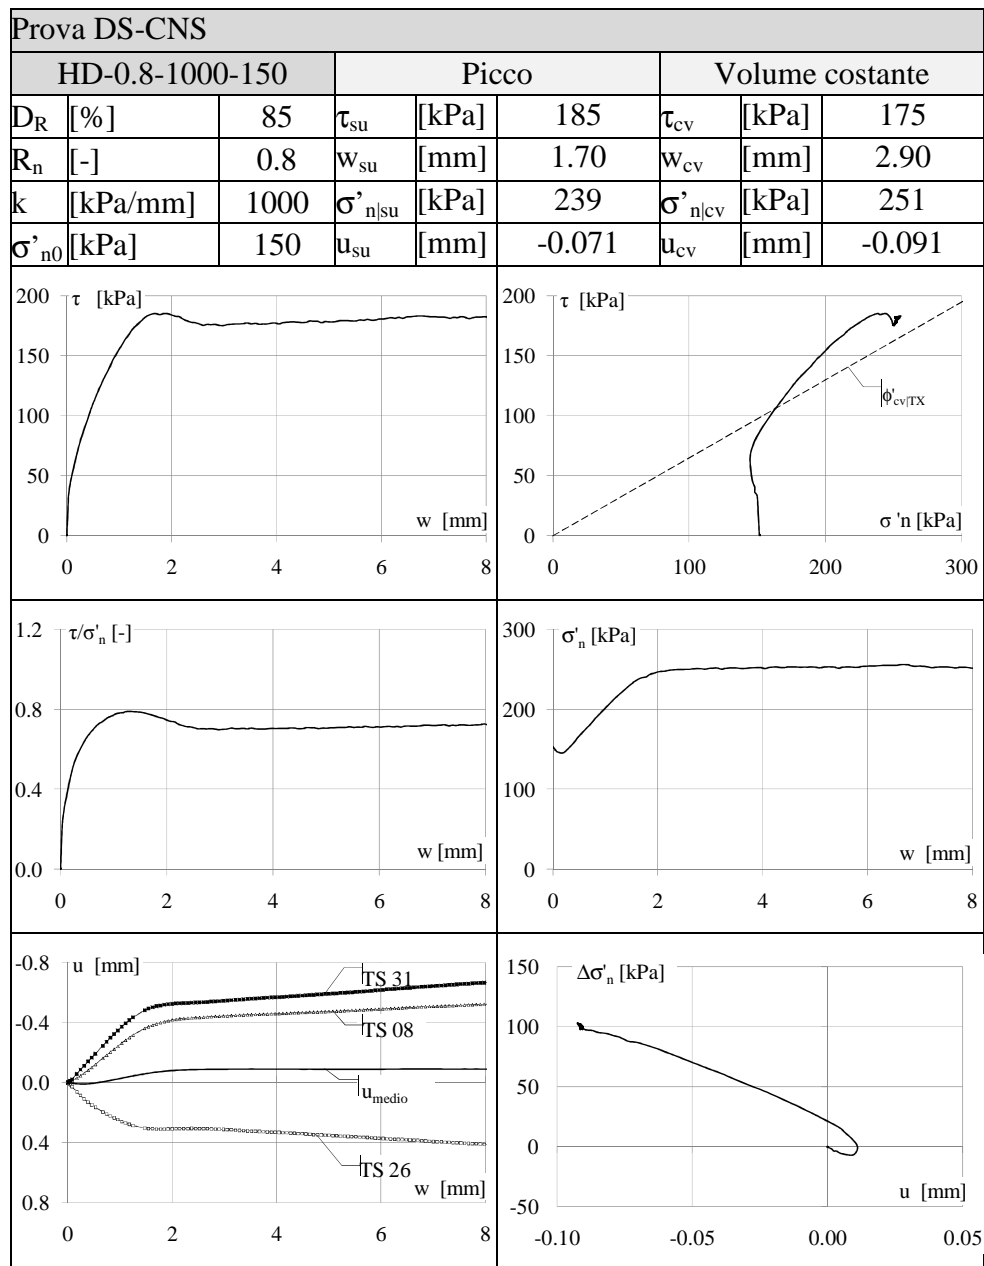 Prova DS-CNS
HD-0.8-1000-150 Picco Volume costante
D_R [%] 85 τ_su [kPa] 185 τ_cv [kPa] 175
R_n [-] 0.8 w_su [mm] 1.70 w_cv [mm] 2.90
k [kPa/mm] 1000 σ'_n|su [kPa] 239 σ'_n|cv [kPa] 251
σ'_n0 [kPa] 150 u_su [mm] -0.071 u_cv [mm] -0.091
τ [kPa]
200
150
100
50
0
w [mm]
0 2 4 6 8
τ [kPa]
200
150
100
50
0
ϕ'_cv|TX
σ 'n [kPa]
0 100 200 300
τ/σ'_n [-]
1.2
0.8
0.4
0.0
w [mm]
0 2 4 6 8
σ'_n [kPa]
300
200
100
0
w [mm]
0 2 4 6 8
u [mm]
-0.8
-0.4
0.0
0.4
0.8
TS 31
TS 08
u_medio
TS 26
w [mm]
0 2 4 6 8
Δσ'_n [kPa]
150
100
50
0
-50
u [mm]
-0.10 -0.05 0.00 0.05